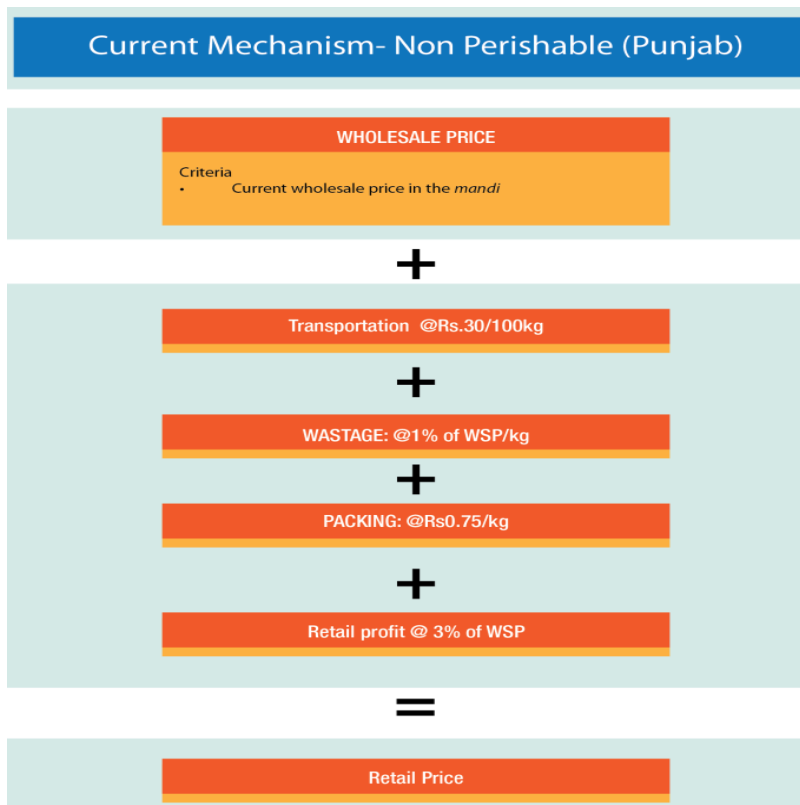 Current Mechanism- Non Perishable (Punjab)
WHOLESALE PRICE
Criteria
• Current wholesale price in the mandi
+
Transportation @Rs.30/100kg
+
WASTAGE: @1% of WSP/kg
+
PACKING: @Rs0.75/kg
+
Retail profit @ 3% of WSP
=
Retail Price